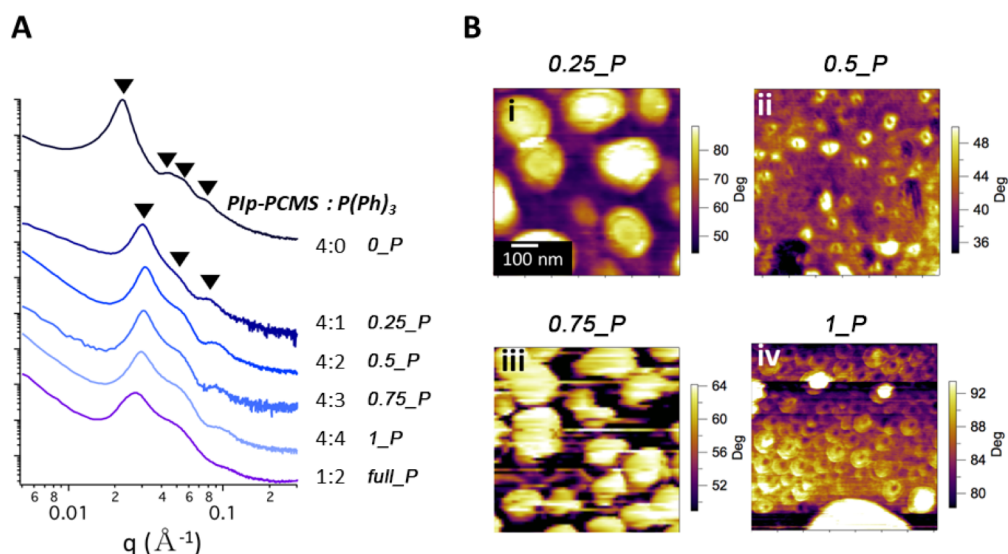 A
PIp-PCMS : P(Ph)₃
4:0 0_P
4:1 0.25_P
4:2 0.5_P
4:3 0.75_P
4:4 1_P
1:2 full_P
6 8 2 4 6 8 2
0.01 0.1
q (Å⁻¹)
B
0.25_P
i
100 nm
80
70
60
50
Deg
0.5_P
ii
48
44
40
36
Deg
0.75_P
iii
64
60
56
52
Deg
1_P
iv
92
88
84
80
Deg